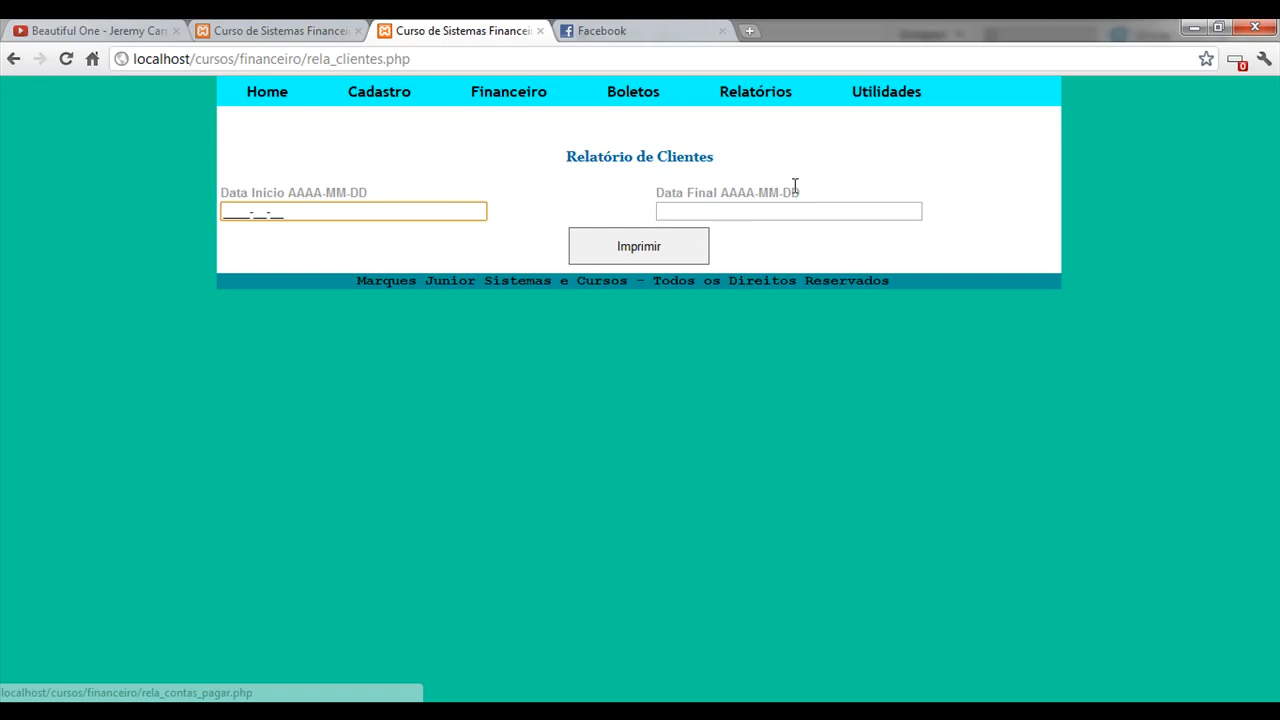 Beautiful One - Jeremy Cam
Curso de Sistemas Financei
Curso de Sistemas Financei
Facebook
localhost/cursos/financeiro/rela_clientes.php
0
Home Cadastro Financeiro Boletos Relatórios Utilidades
Relatório de Clientes
Data Inicio AAAA-MM-DD
Data Final AAAA-MM-DD
____-__-__
Imprimir
Marques Junior Sistemas e Cursos - Todos os Direitos Reservados
localhost/cursos/financeiro/rela_contas_pagar.php